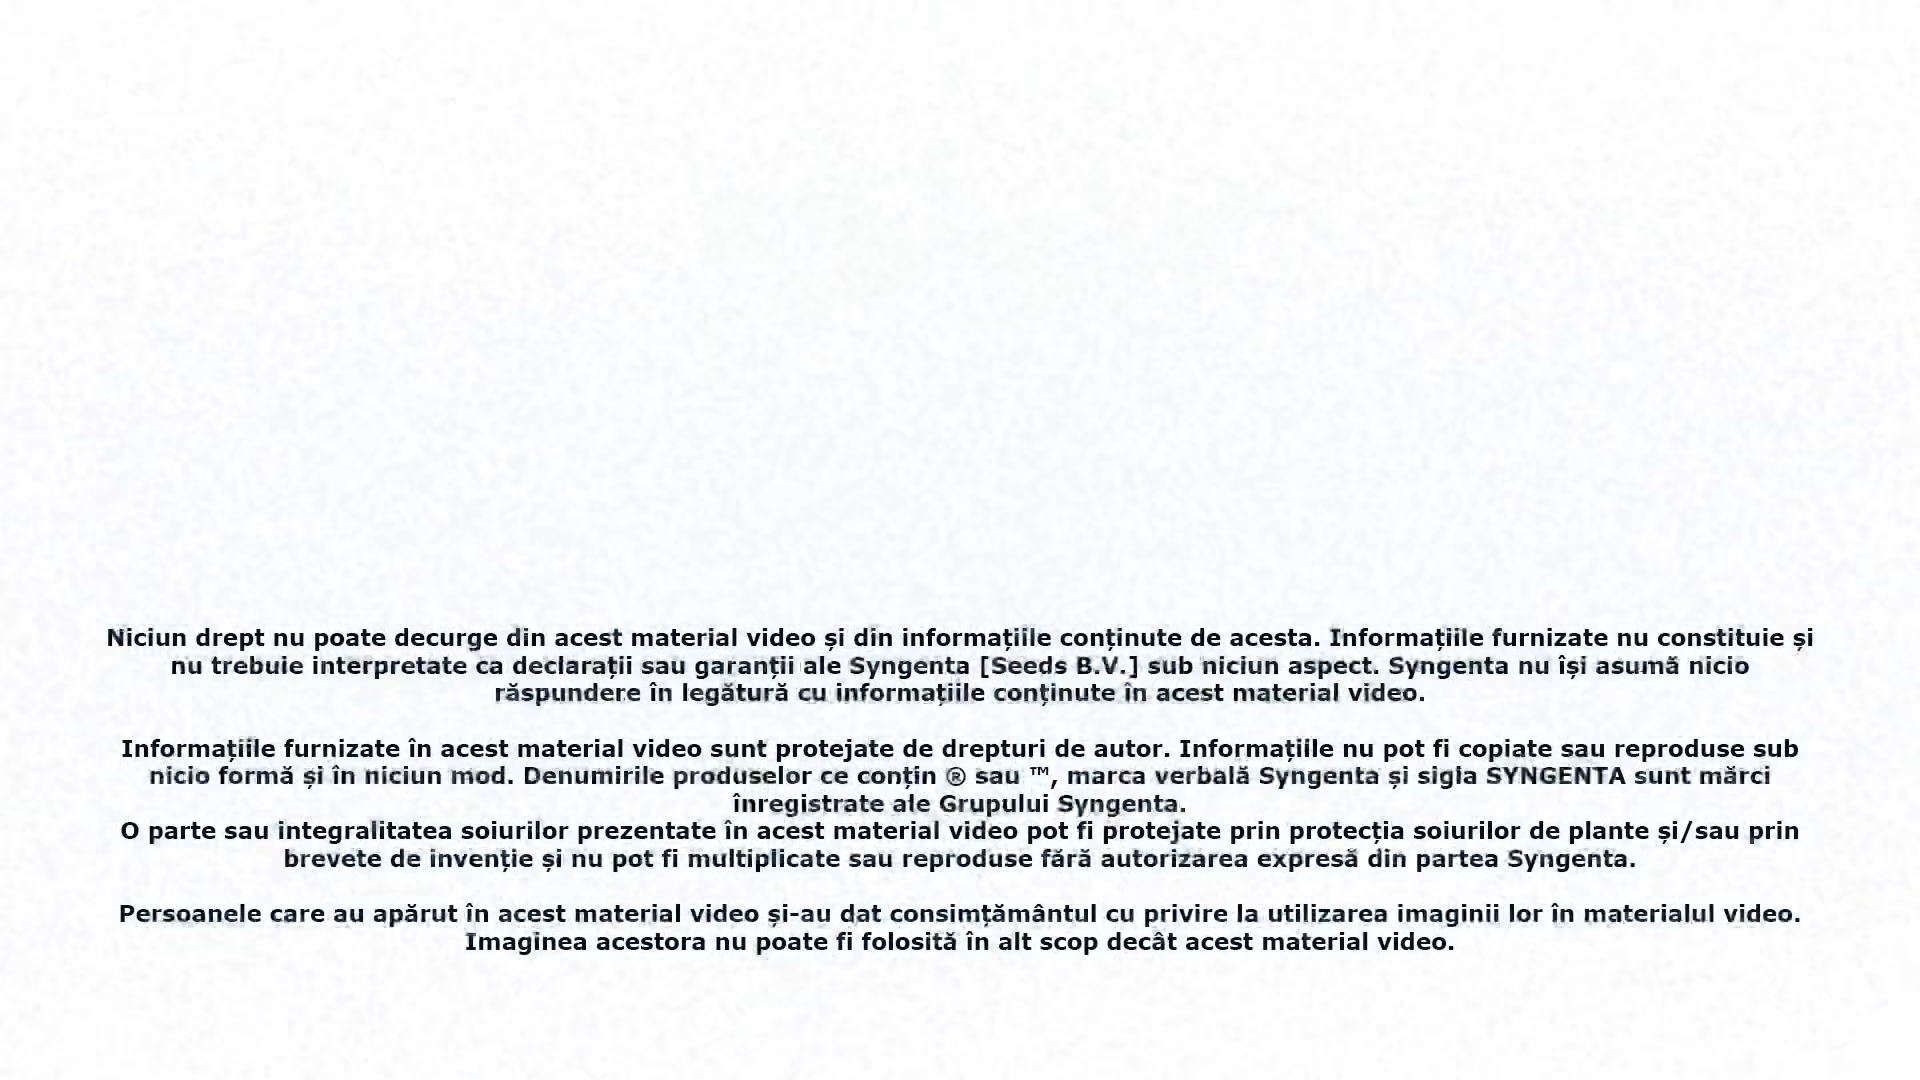 Niciun drept nu poate decurge din acest material video și din informațiile conținute de acesta. Informațiile furnizate nu constituie și
nu trebuie interpretate ca declarații sau garanții ale Syngenta [Seeds B.V.] sub niciun aspect. Syngenta nu își asumă nicio
răspundere în legătură cu informațiile conținute în acest material video.
Informațiile furnizate în acest material video sunt protejate de drepturi de autor. Informațiile nu pot fi copiate sau reproduse sub
nicio formă și în niciun mod. Denumirile produselor ce conțin ® sau ™, marca verbală Syngenta și sigla SYNGENTA sunt mărci
înregistrate ale Grupului Syngenta.
O parte sau integralitatea soiurilor prezentate în acest material video pot fi protejate prin protecția soiurilor de plante și/sau prin
brevete de invenție și nu pot fi multiplicate sau reproduse fără autorizarea expresă din partea Syngenta.
Persoanele care au apărut în acest material video și-au dat consimțământul cu privire la utilizarea imaginii lor în materialul video.
Imaginea acestora nu poate fi folosită în alt scop decât acest material video.